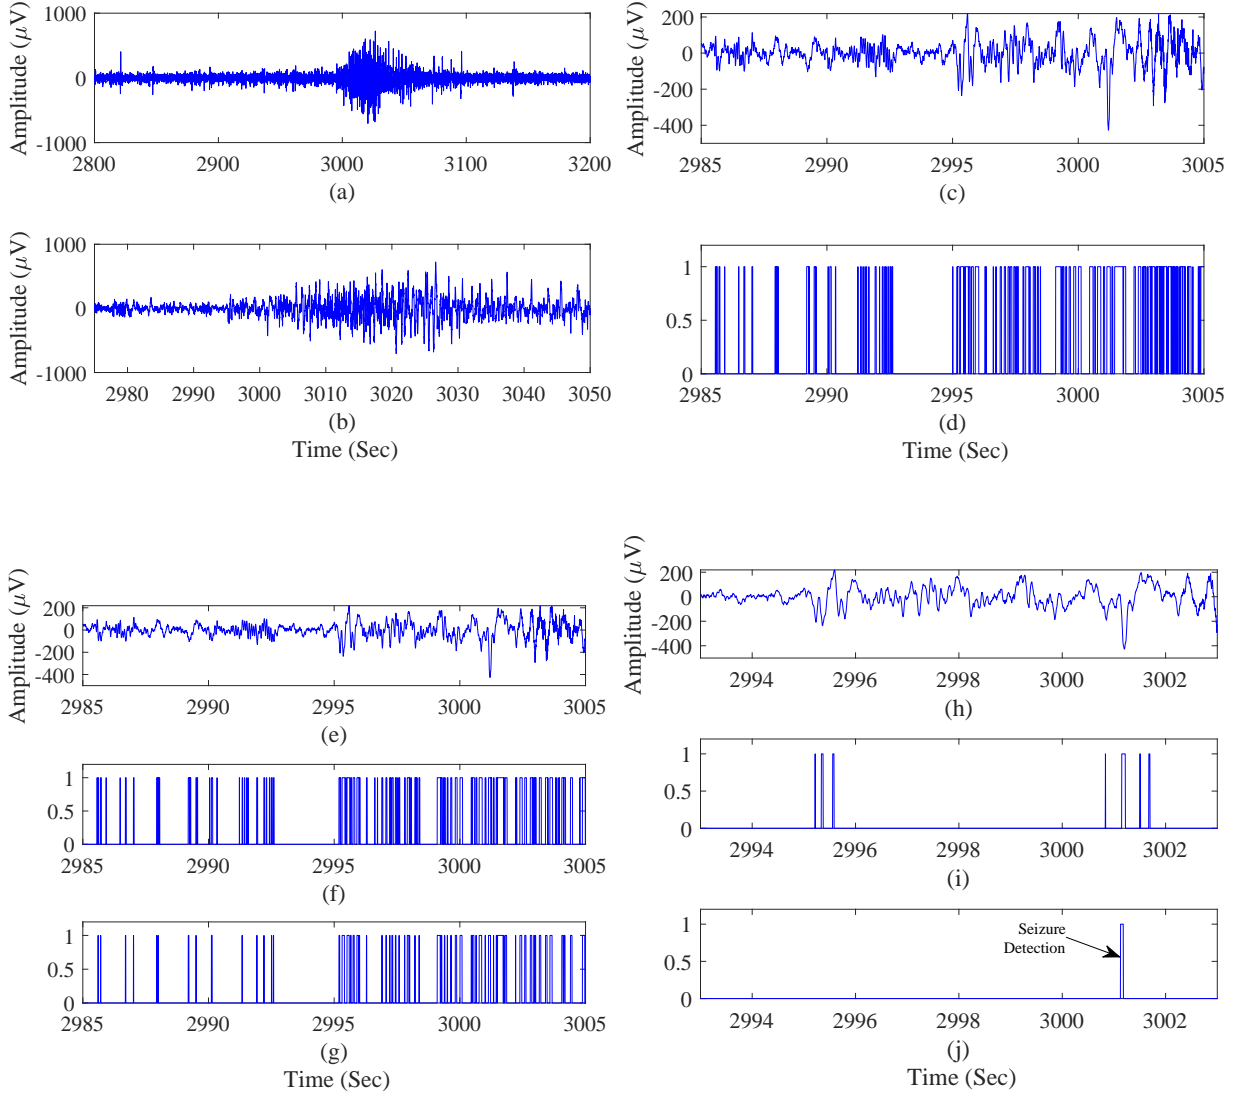 Amplitude (μV)
1000
0
-1000
2800 2900 3000 3100 3200
(a)
Amplitude (μV)
1000
0
-1000
2980 2990 3000 3010 3020 3030 3040 3050
(b)
Time (Sec)
Amplitude (μV)
200
0
-200
-400
2985 2990 2995 3000 3005
(c)
1
0.5
0
2985 2990 2995 3000 3005
(d)
Time (Sec)
Amplitude (μV)
200
0
-200
-400
2985 2990 2995 3000 3005
(e)
1
0.5
0
2985 2990 2995 3000 3005
(f)
1
0.5
0
2985 2990 2995 3000 3005
(g)
Time (Sec)
Amplitude (μV)
200
0
-200
-400
2994 2996 2998 3000 3002
(h)
1
0.5
0
2994 2996 2998 3000 3002
(i)
1
0.5
0
Seizure
Detection
2994 2996 2998 3000 3002
(j)
Time (Sec)